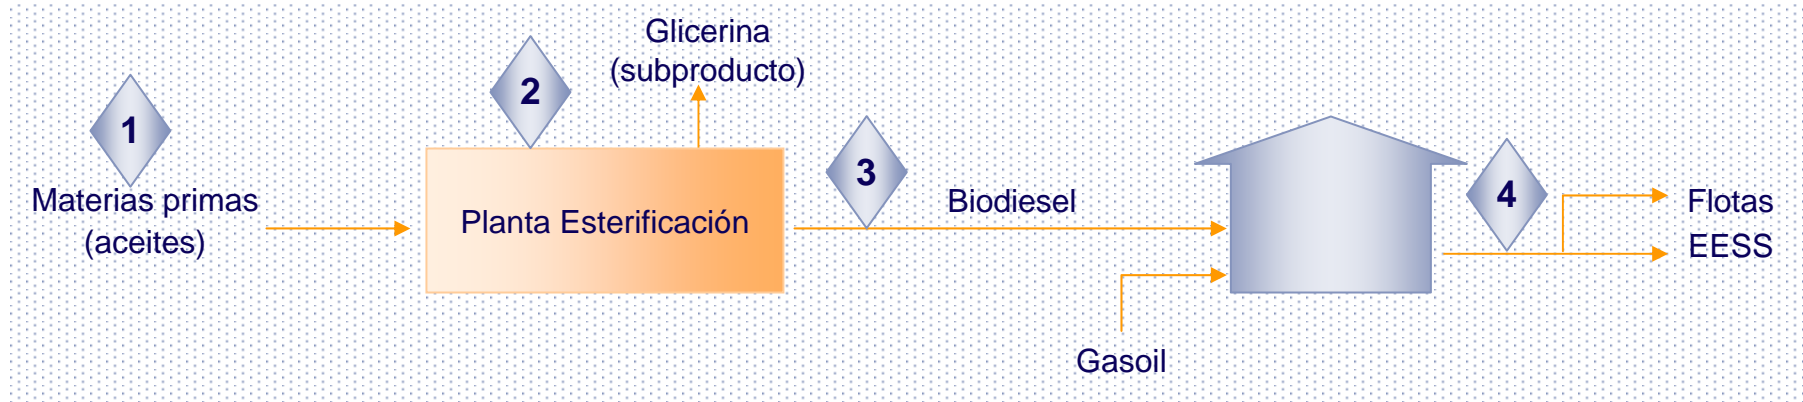 1
Materias primas
(aceites)
2
Glicerina
(subproducto)
Planta Esterificación
3
Biodiesel
Gasoil
4
Flotas
EESS